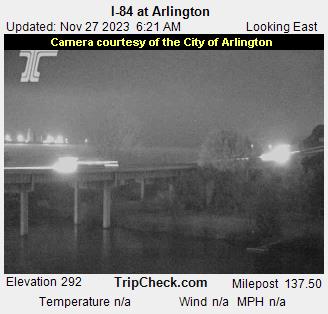 I-84 at Arlington
Updated: Nov 27 2023 6:21 AM Looking East
Camera courtesy of the City of Arlington
Elevation 292 TripCheck.com Milepost 137.50
Temperature n/a Wind n/a MPH n/a